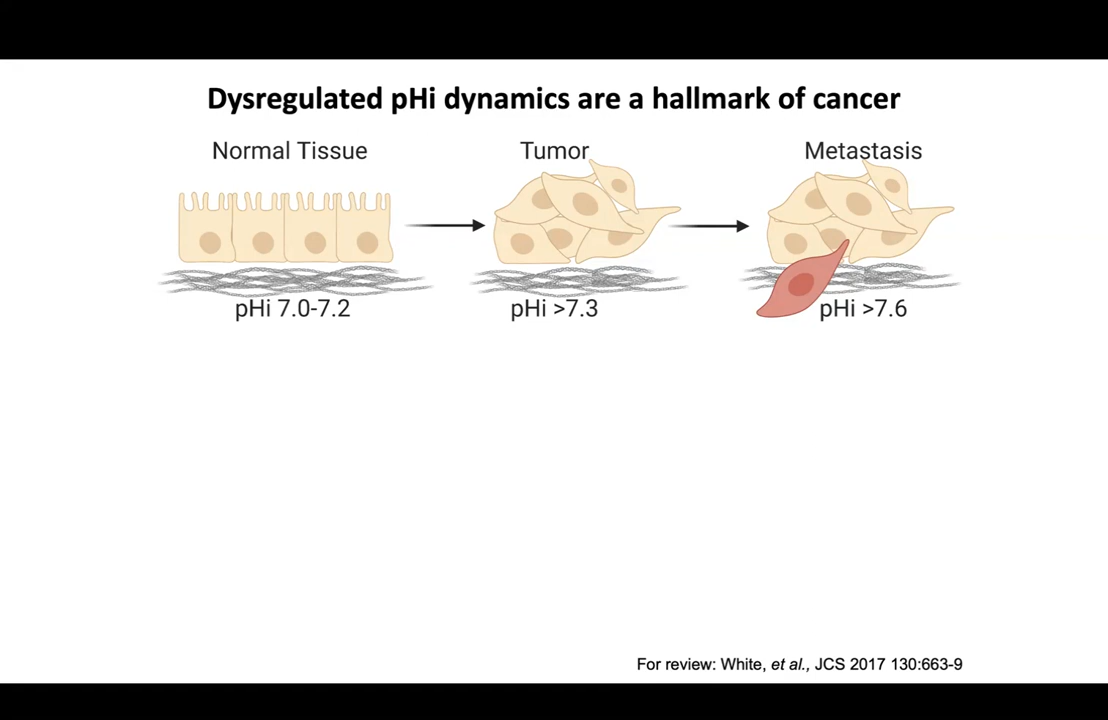 Dysregulated pHi dynamics are a hallmark of cancer
Normal Tissue
Tumor
Metastasis
pHi 7.0-7.2
pHi >7.3
pHi >7.6
For review: White, et al., JCS 2017 130:663-9